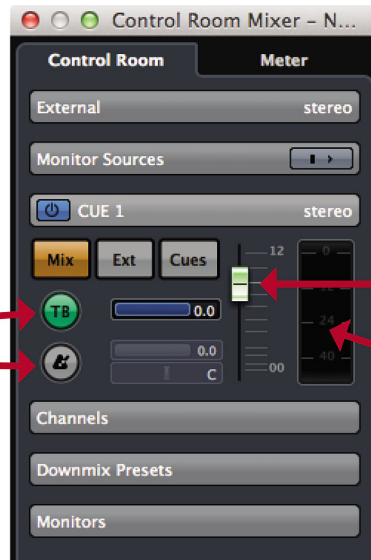 Control Room Mixer – N...
Control Room Meter
External stereo
Monitor Sources
CUE 1 stereo
Mix Ext Cues
12 0
12
TB 0.0
24
0.0
40
C 00
Channels
Downmix Presets
Monitors